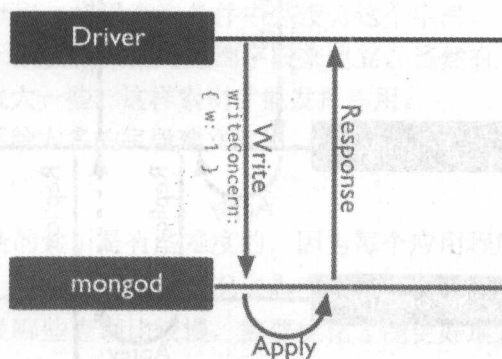 Driver
Write
writeConcern:
{ w: 1 }
Response
mongod
Apply